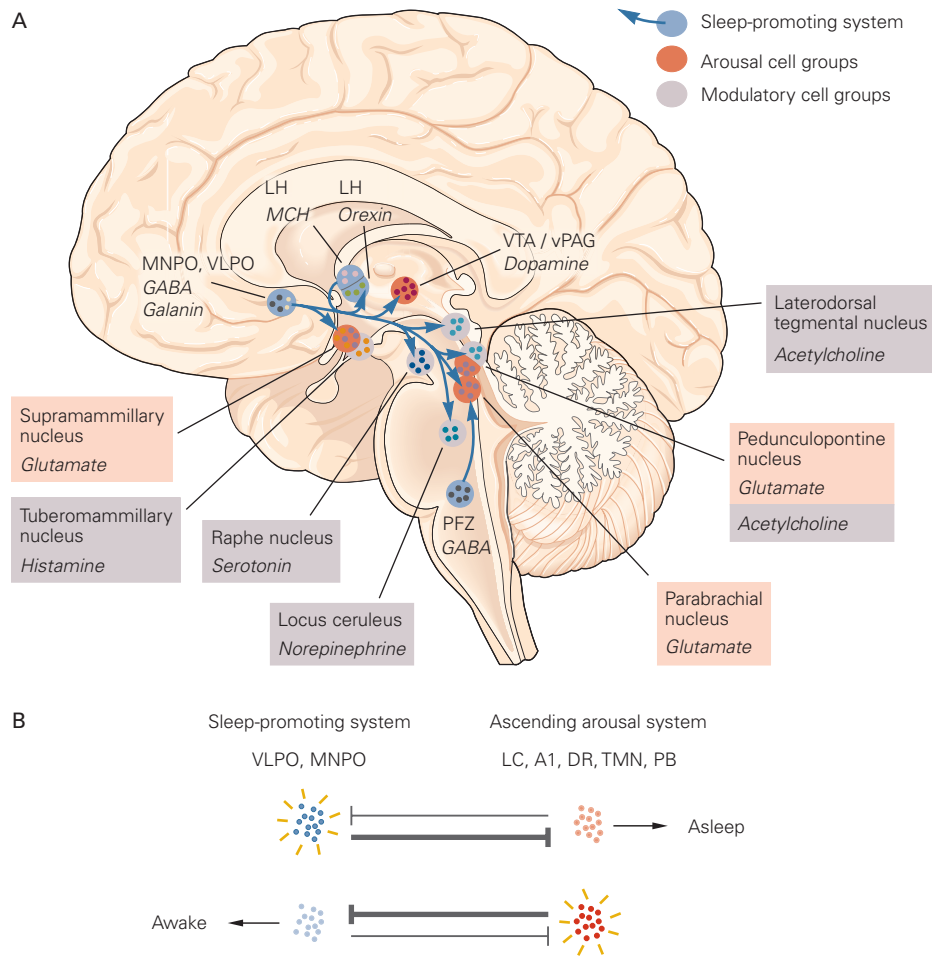 A
Sleep-promoting system
Arousal cell groups
Modulatory cell groups
LH
MCH
LH
Orexin
VTA / vPAG
Dopamine
MNPO, VLPO
GABA
Galanin
Laterodorsal
tegmental nucleus
Acetylcholine
Supramammillary
nucleus
Glutamate
Pedunculopontine
nucleus
Glutamate
Acetylcholine
Tuberomammillary
nucleus
Histamine
Raphe nucleus
Serotonin
PFZ
GABA
Locus ceruleus
Norepinephrine
Parabrachial
nucleus
Glutamate
B
Sleep-promoting system
VLPO, MNPO
Ascending arousal system
LC, A1, DR, TMN, PB
Asleep
Awake